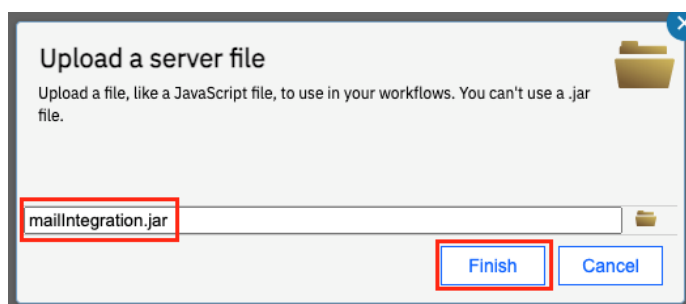 Upload a server file
Upload a file, like a JavaScript file, to use in your workflows. You can't use a .jar
file.
mailIntegration.jar
Finish
Cancel